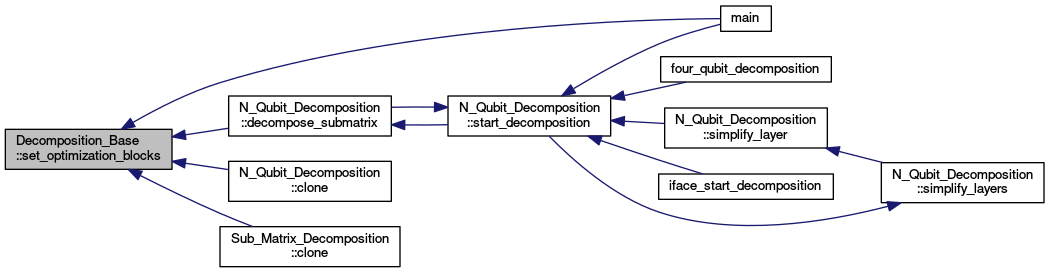 main
four_qubit_decomposition
N_Qubit_Decomposition
::decompose_submatrix
N_Qubit_Decomposition
::start_decomposition
N_Qubit_Decomposition
::simplify_layer
Decomposition_Base
::set_optimization_blocks
N_Qubit_Decomposition
::clone
iface_start_decomposition
N_Qubit_Decomposition
::simplify_layers
Sub_Matrix_Decomposition
::clone